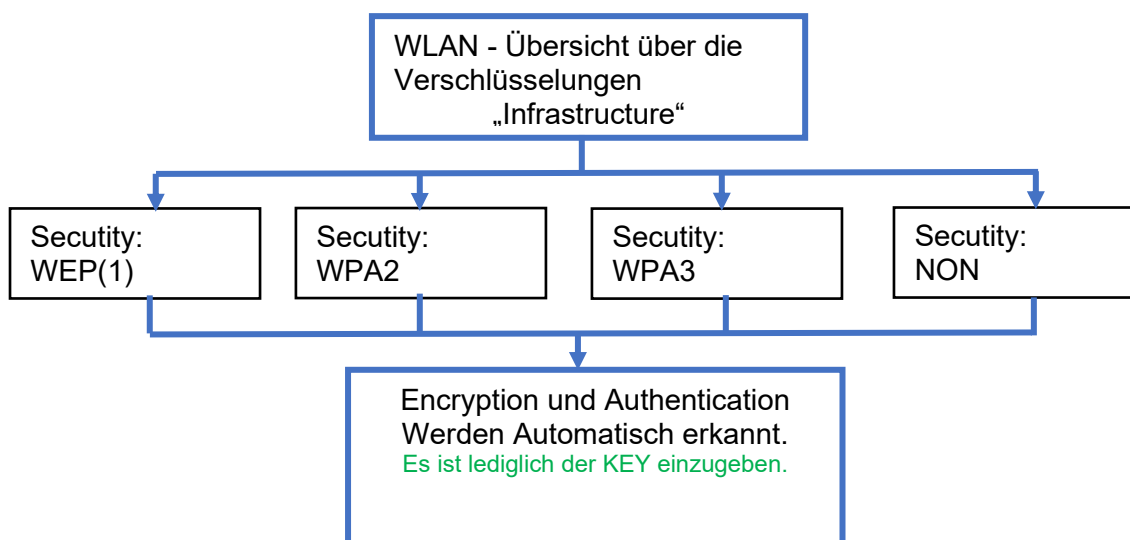 WLAN - Übersicht über die
Verschlüsselungen
„Infrastructure“
Secutity:
WEP(1)
Secutity:
WPA2
Secutity:
WPA3
Secutity:
NON
Encryption und Authentication
Werden Automatisch erkannt.
Es ist lediglich der KEY einzugeben.